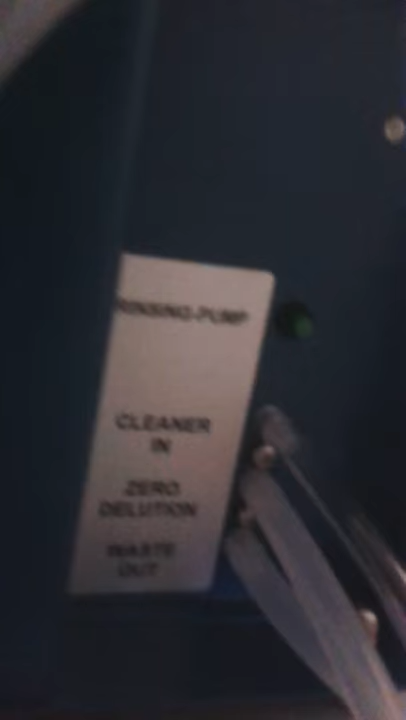 RINSING-PUMP
CLEANER
IN
ZERO
DELUTION
WASTE
OUT